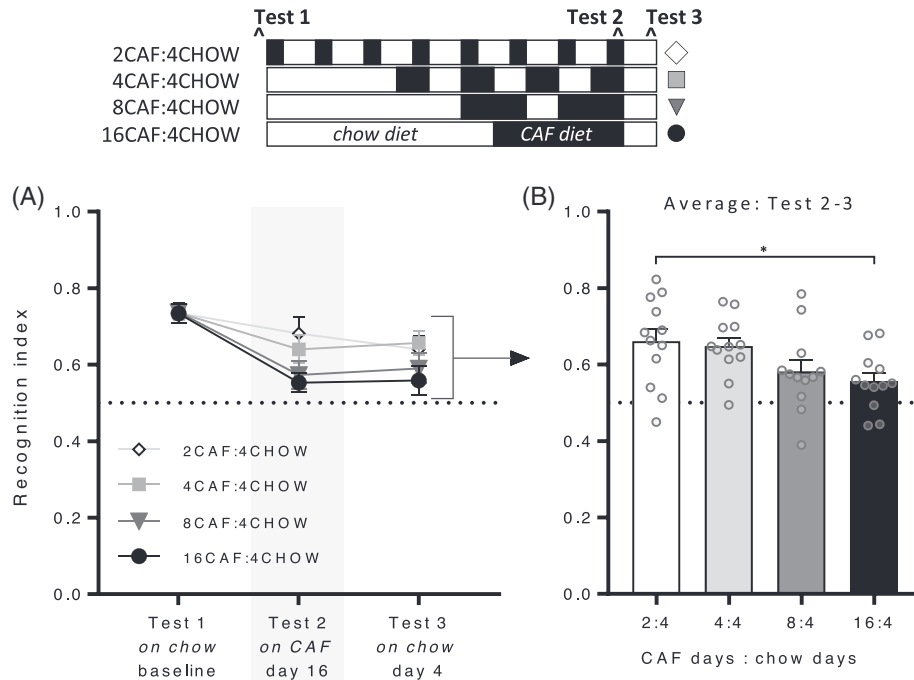 Test 1 Test 2 Test 3
^ ^ ^
2CAF:4CHOW
4CAF:4CHOW
8CAF:4CHOW
16CAF:4CHOW chow diet CAF diet
(A)
1.0
0.8
0.6
0.4
0.2
0.0
Recognition index
2CAF:4CHOW
4CAF:4CHOW
8CAF:4CHOW
16CAF:4CHOW
Test 1 Test 2 Test 3
on chow on CAF on chow
baseline day 16 day 4
(B)
Average: Test 2-3
*
1.0
0.8
0.6
0.4
0.2
0.0
2:4 4:4 8:4 16:4
CAF days : chow days